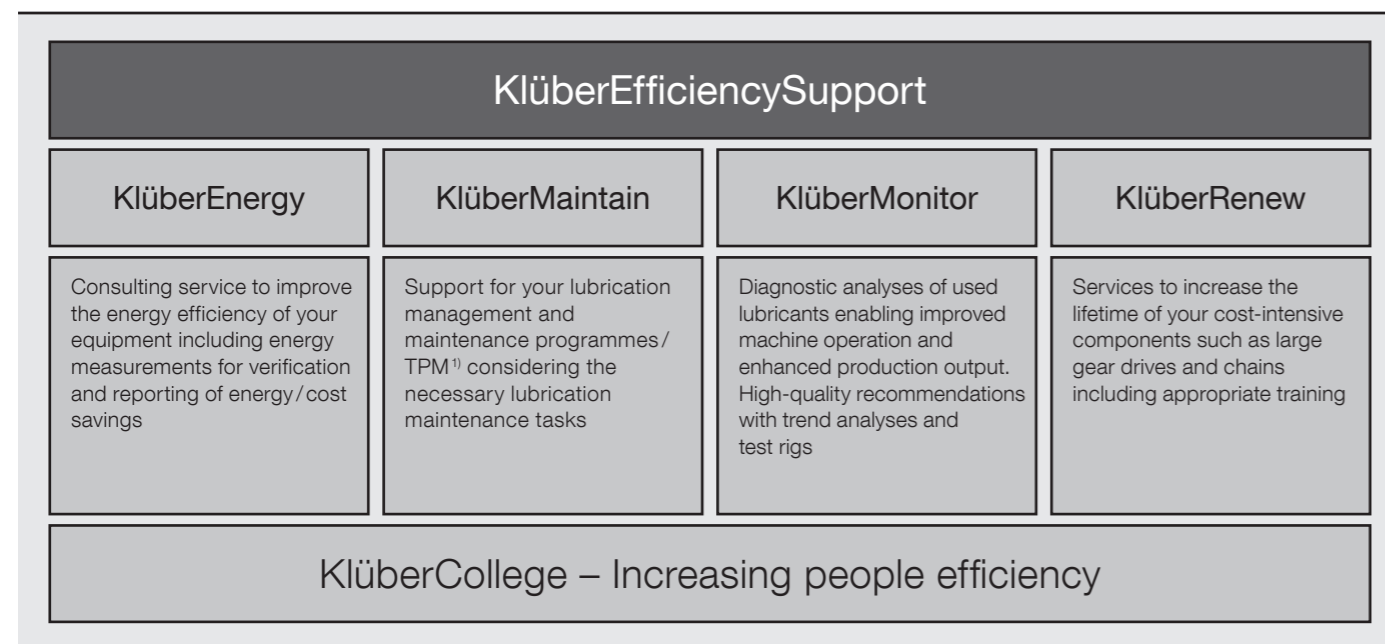 KlüberEfficiencySupport
KlüberEnergy
KlüberMaintain
KlüberMonitor
KlüberRenew
Consulting service to improve
the energy efficiency of your
equipment including energy
measurements for verification
and reporting of energy/cost
savings
Support for your lubrication
management and
maintenance programmes/
TPM¹⁾ considering the
necessary lubrication
maintenance tasks
Diagnostic analyses of used
lubricants enabling improved
machine operation and
enhanced production output.
High-quality recommendations
with trend analyses and
test rigs
Services to increase the
lifetime of your cost-intensive
components such as large
gear drives and chains
including appropriate training
KlüberCollege – Increasing people efficiency